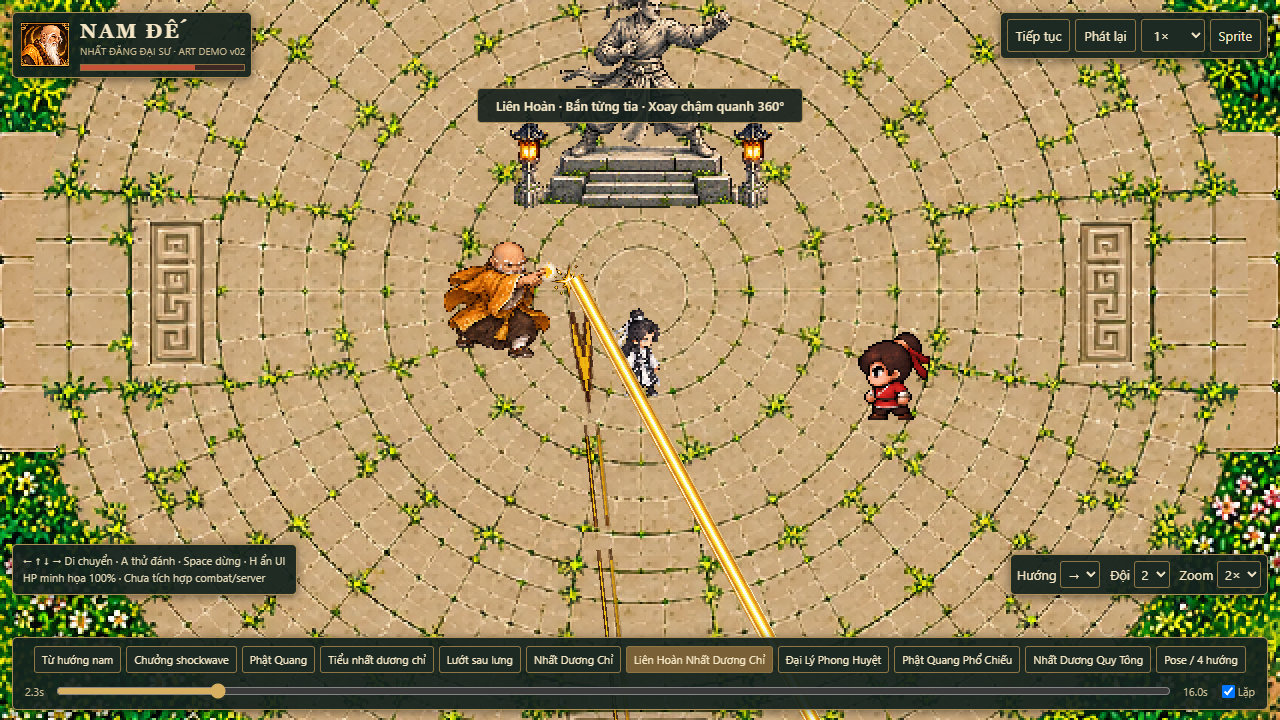 NAM ĐẾ
NHẤT ĐĂNG ĐẠI SƯ · ART DEMO v02
Tiếp tục
Phát lại
1×
Sprite
Liên Hoàn · Bắn từng tia · Xoay chậm quanh 360°
← ↑ ↓ → Di chuyển · A thử đánh · Space dừng · H ẩn UI
HP minh họa 100% · Chưa tích hợp combat/server
Hướng → Đội 2 Zoom 2×
Từ hướng nam
Chưởng shockwave
Phật Quang
Tiểu nhất dương chỉ
Lướt sau lưng
Nhất Dương Chỉ
Liên Hoàn Nhất Dương Chỉ
Đại Lý Phong Huyệt
Phật Quang Phổ Chiếu
Nhất Dương Quy Tông
Pose / 4 hướng
2.3s
16.0s
Lặp